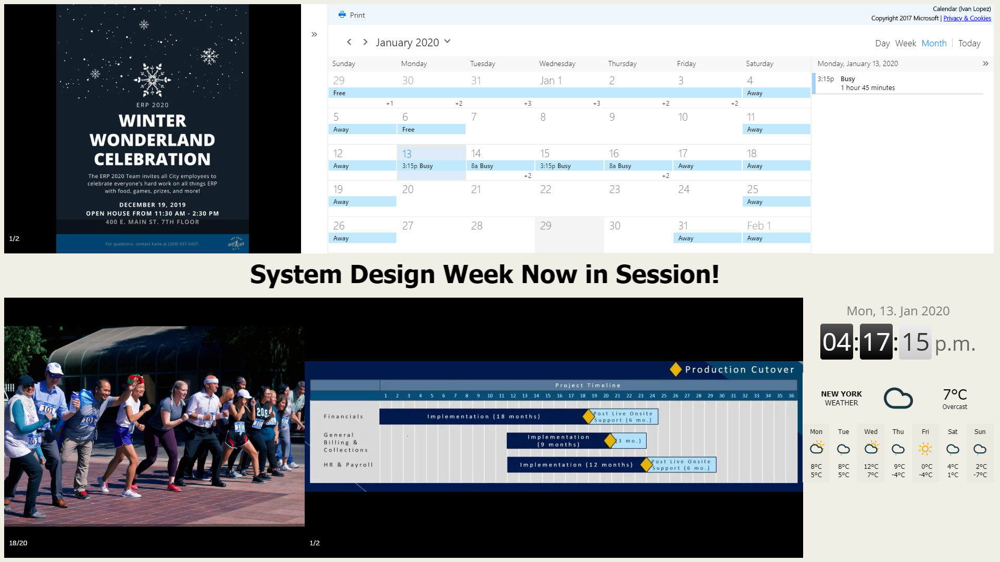 ERP 2020
WINTER
WONDERLAND
CELEBRATION
The ERP 2020 Team invites all City employees to
celebrate everyone's hard work on all things ERP
with food, games, prizes, and more!
DECEMBER 19, 2019
OPEN HOUSE FROM 11:30 AM - 2:30 PM
400 E. MAIN ST. 7TH FLOOR
For questions, contact Katie at (209) 937-5407.
1/2
»
Print
Calendar (Ivan Lopez)
Copyright 2017 Microsoft | Privacy & Cookies
January 2020
Day Week Month Today
Sunday Monday Tuesday Wednesday Thursday Friday Saturday
29 30 31 Jan 1 2 3 4
Free Away
+1 +2 +3 +3 +2 +2
5 6 7 8 9 10 11
Away Free Away
12 13 14 15 16 17 18
Away 3:15p Busy 8a Busy 3:15p Busy 8a Busy Away Away
+2 +2
19 20 21 22 23 24 25
Away Away
26 27 28 29 30 31 Feb 1
Away Away Away
Monday, January 13, 2020 »
3:15p Busy
1 hour 45 minutes
System Design Week Now in Session!
101
101
101
101
101
209
18/20
Production Cutover
Project Timeline
1 2 3 4 5 6 7 8 9 10 11 12 13 14 15 16 17 18 19 20 21 22 23 24 25 26 27 28 29 30 31 32 33 34 35 36
Financials
Implementation (18 months)
Post Live Onsite
Support (6 mo.)
General
Billing &
Collections
Implementation
(9 months)
(3 mo.)
HR & Payroll
Implementation (12 months)
Post Live Onsite
Support (6 mo.)
1/2
Mon, 13. Jan 2020
04:17:15 p.m.
NEW YORK
WEATHER
7°C
Overcast
Mon Tue Wed Thu Fri Sat Sun
8°C 8°C 12°C 9°C 0°C 4°C 2°C
5°C 5°C 7°C -4°C -4°C 1°C -7°C